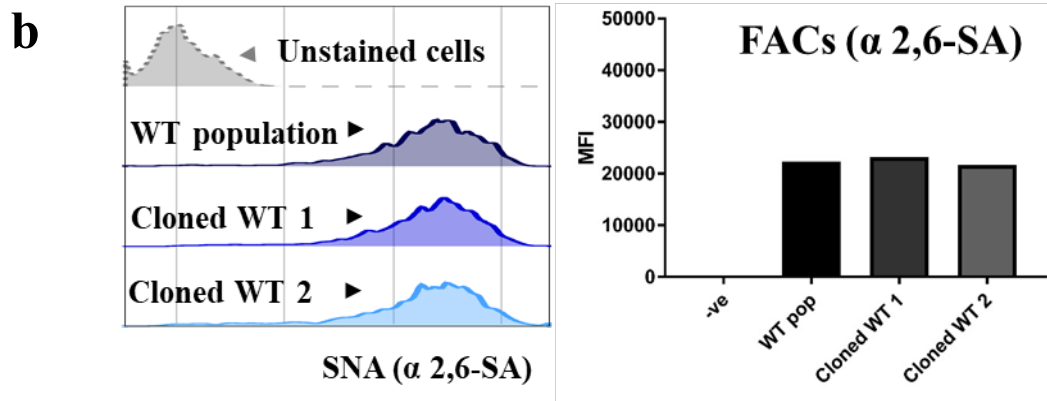 b
Unstained cells
WT population
Cloned WT 1
Cloned WT 2
SNA (α 2,6-SA)
FACs (α 2,6-SA)
MFI
50000
40000
30000
20000
10000
0
-ve
WT pop
Cloned WT 1
Cloned WT 2